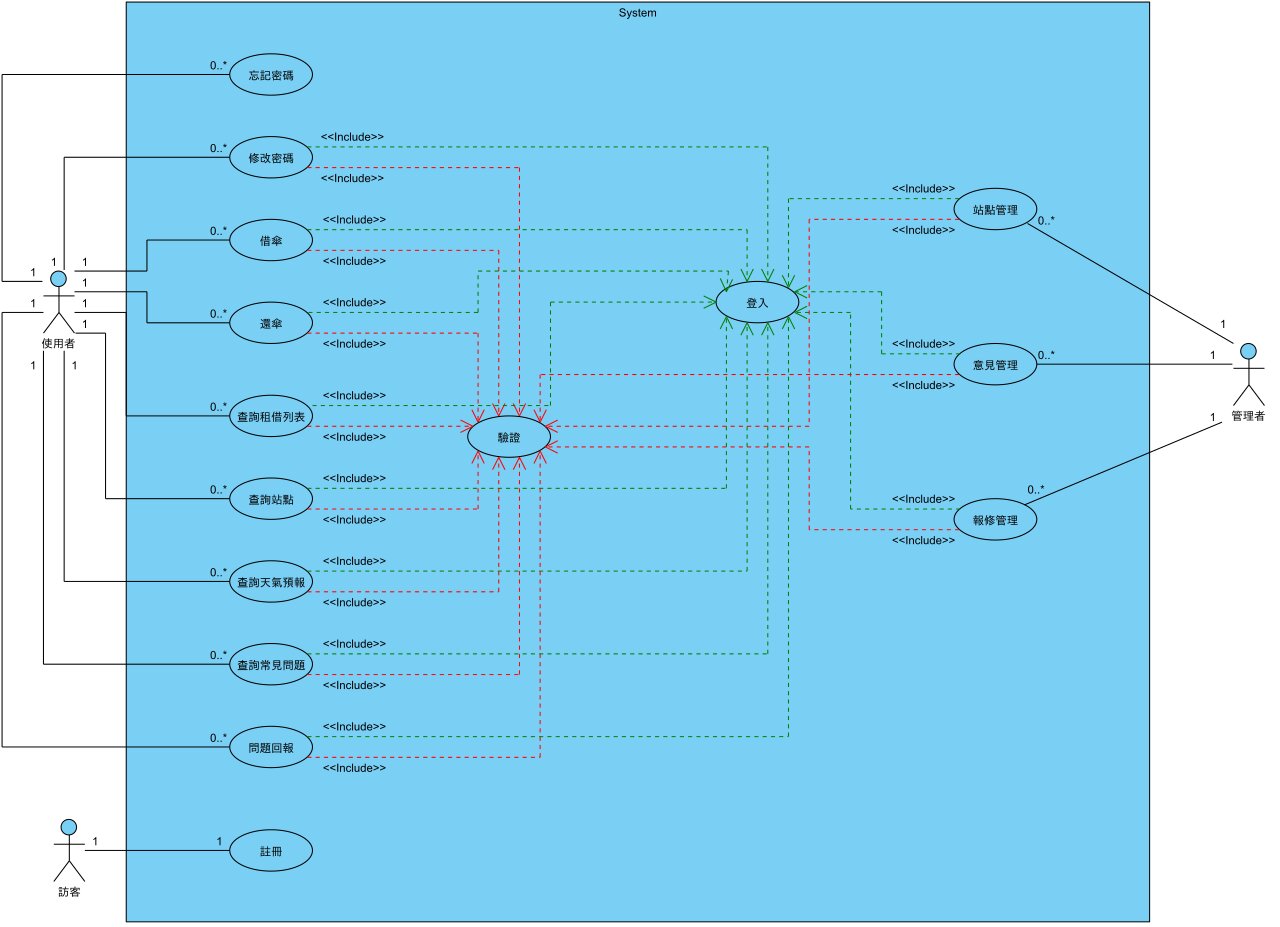 System
0..*
忘記密碼
<<Include>>
0..*
修改密碼
<<Include>>
<<Include>>
站點管理
0..*
<<Include>>
<<Include>>
0..*
借傘
<<Include>>
1
1
1
1
使用者
1
1
1
1
1
<<Include>>
0..*
還傘
<<Include>>
登入
1
<<Include>>
0..*
意見管理
<<Include>>
1
管理者
1
<<Include>>
0..*
查詢租借列表
<<Include>>
驗證
<<Include>>
0..*
查詢站點
<<Include>>
0..*
<<Include>>
報修管理
<<Include>>
<<Include>>
0..*
查詢天氣預報
<<Include>>
<<Include>>
0..*
查詢常見問題
<<Include>>
<<Include>>
0..*
問題回報
<<Include>>
1
1
註冊
訪客